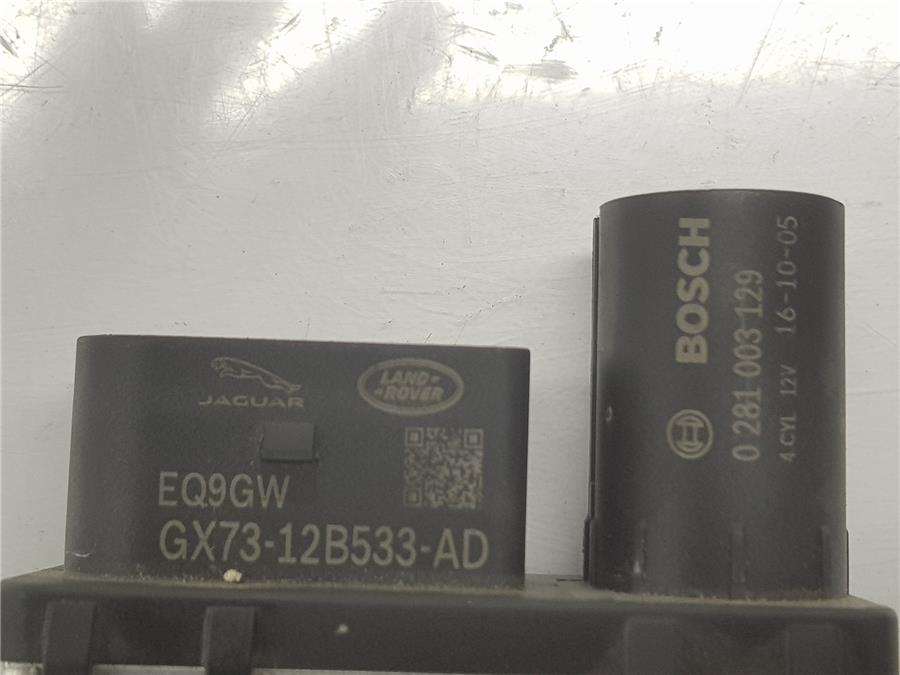 JAGUAR
LAND-
-ROVER
EQ9GW
GX73-12B533-AD
BOSCH
0 281 003 129
4 CYL 12V 16-10-05